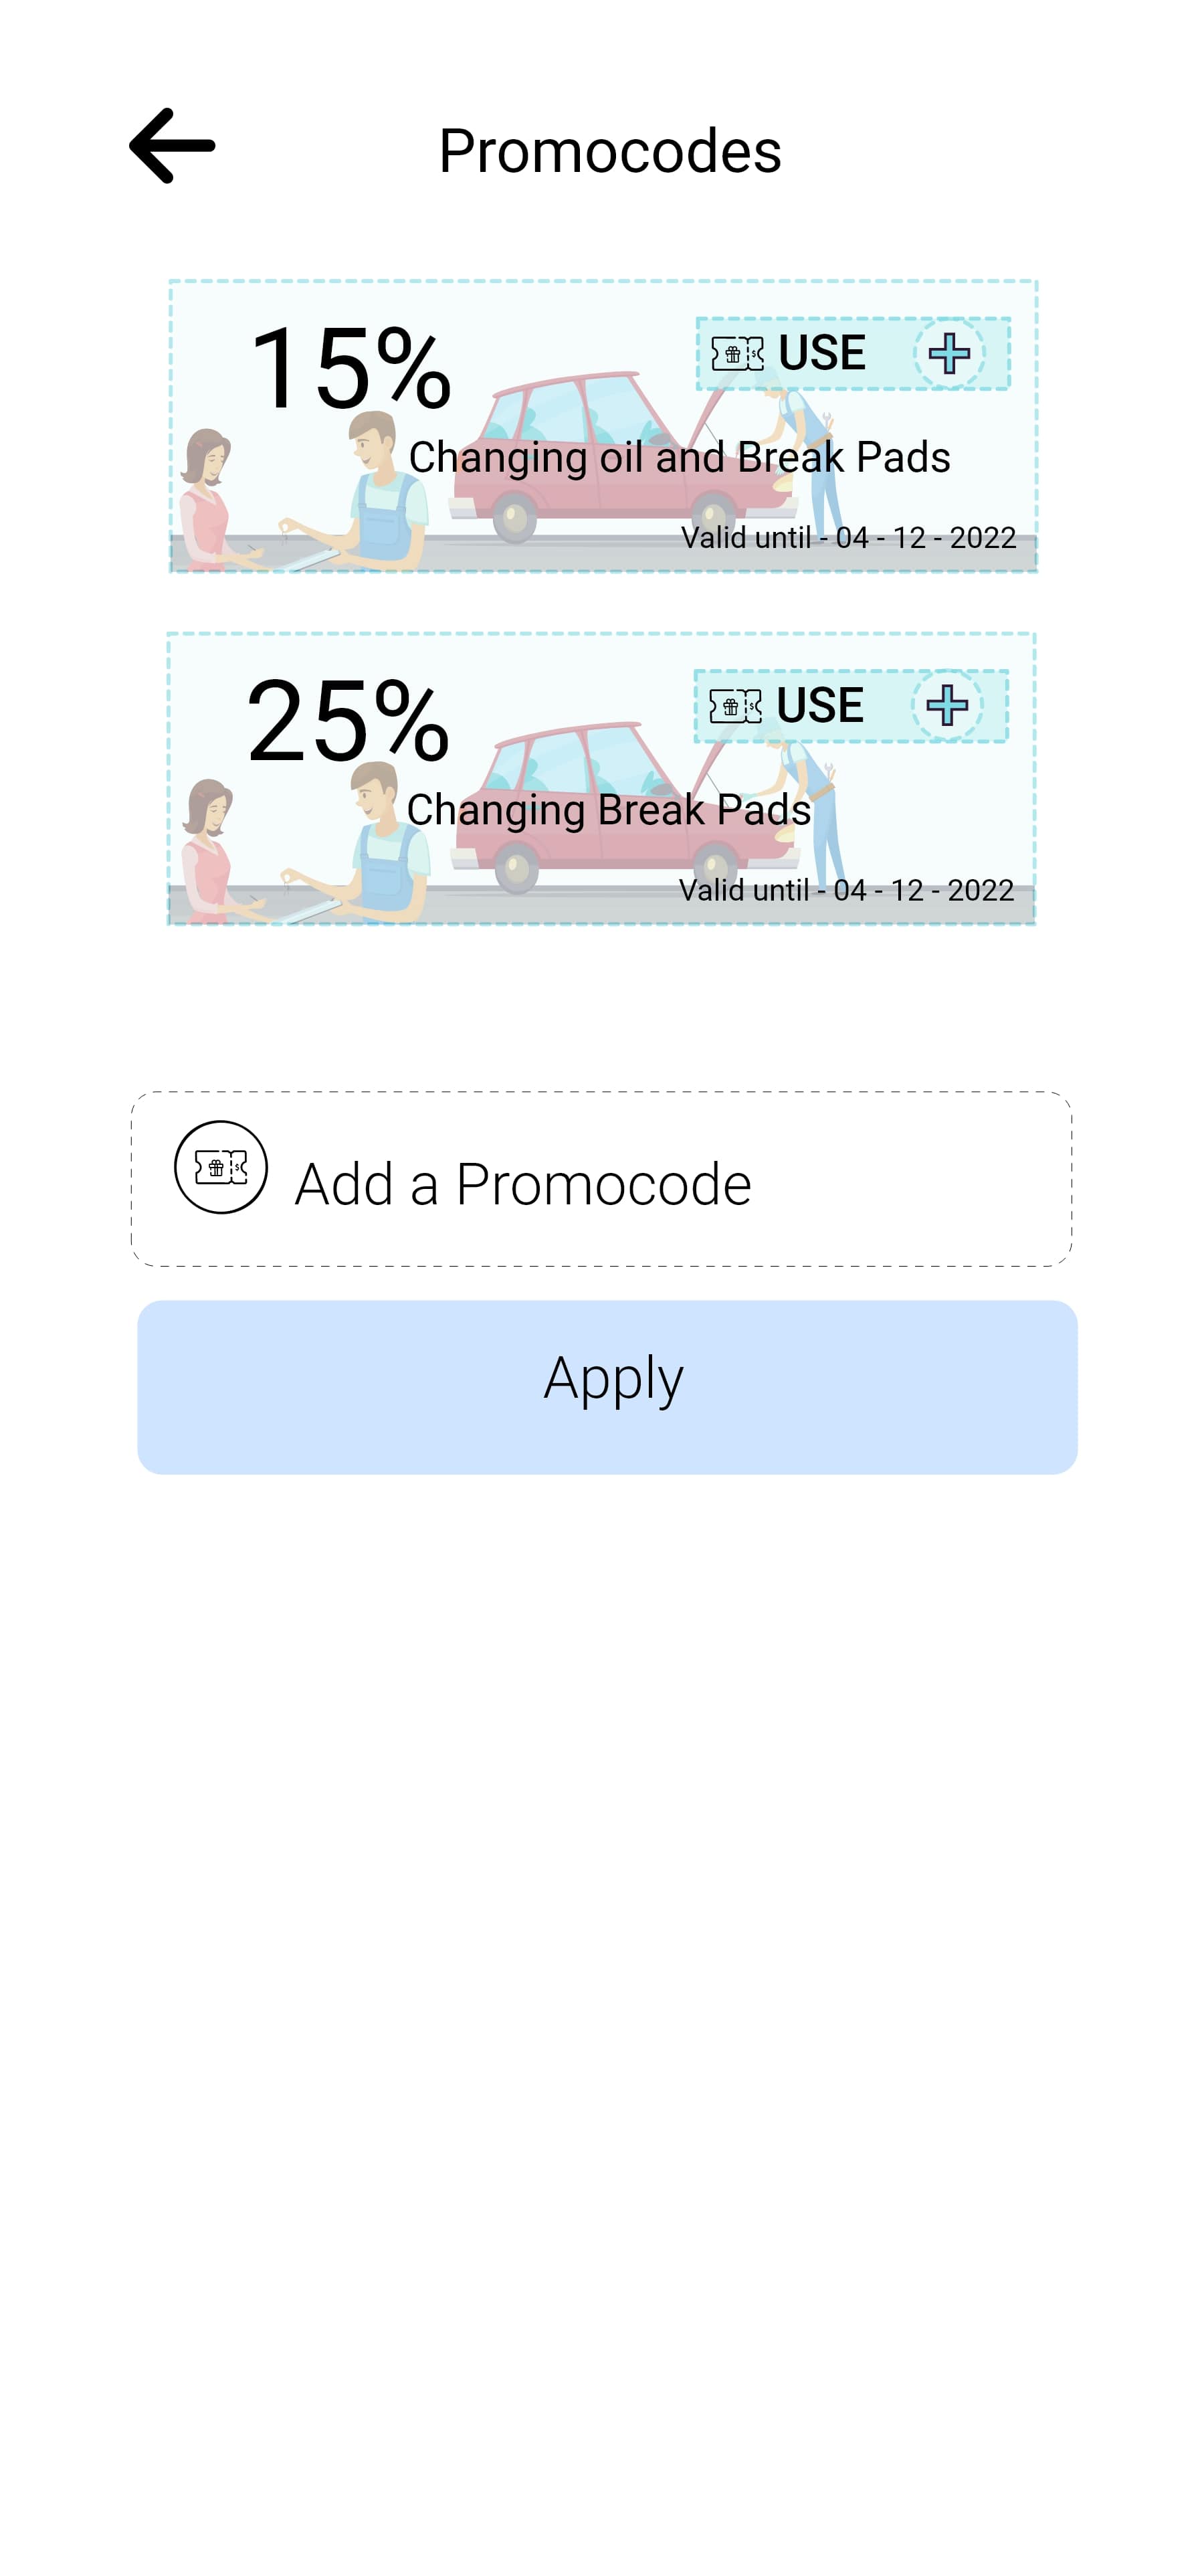 Promocodes
15%
USE
Changing oil and Break Pads
Valid until - 04 - 12 - 2022
25%
USE
Changing Break Pads
Valid until - 04 - 12 - 2022
Add a Promocode
Apply